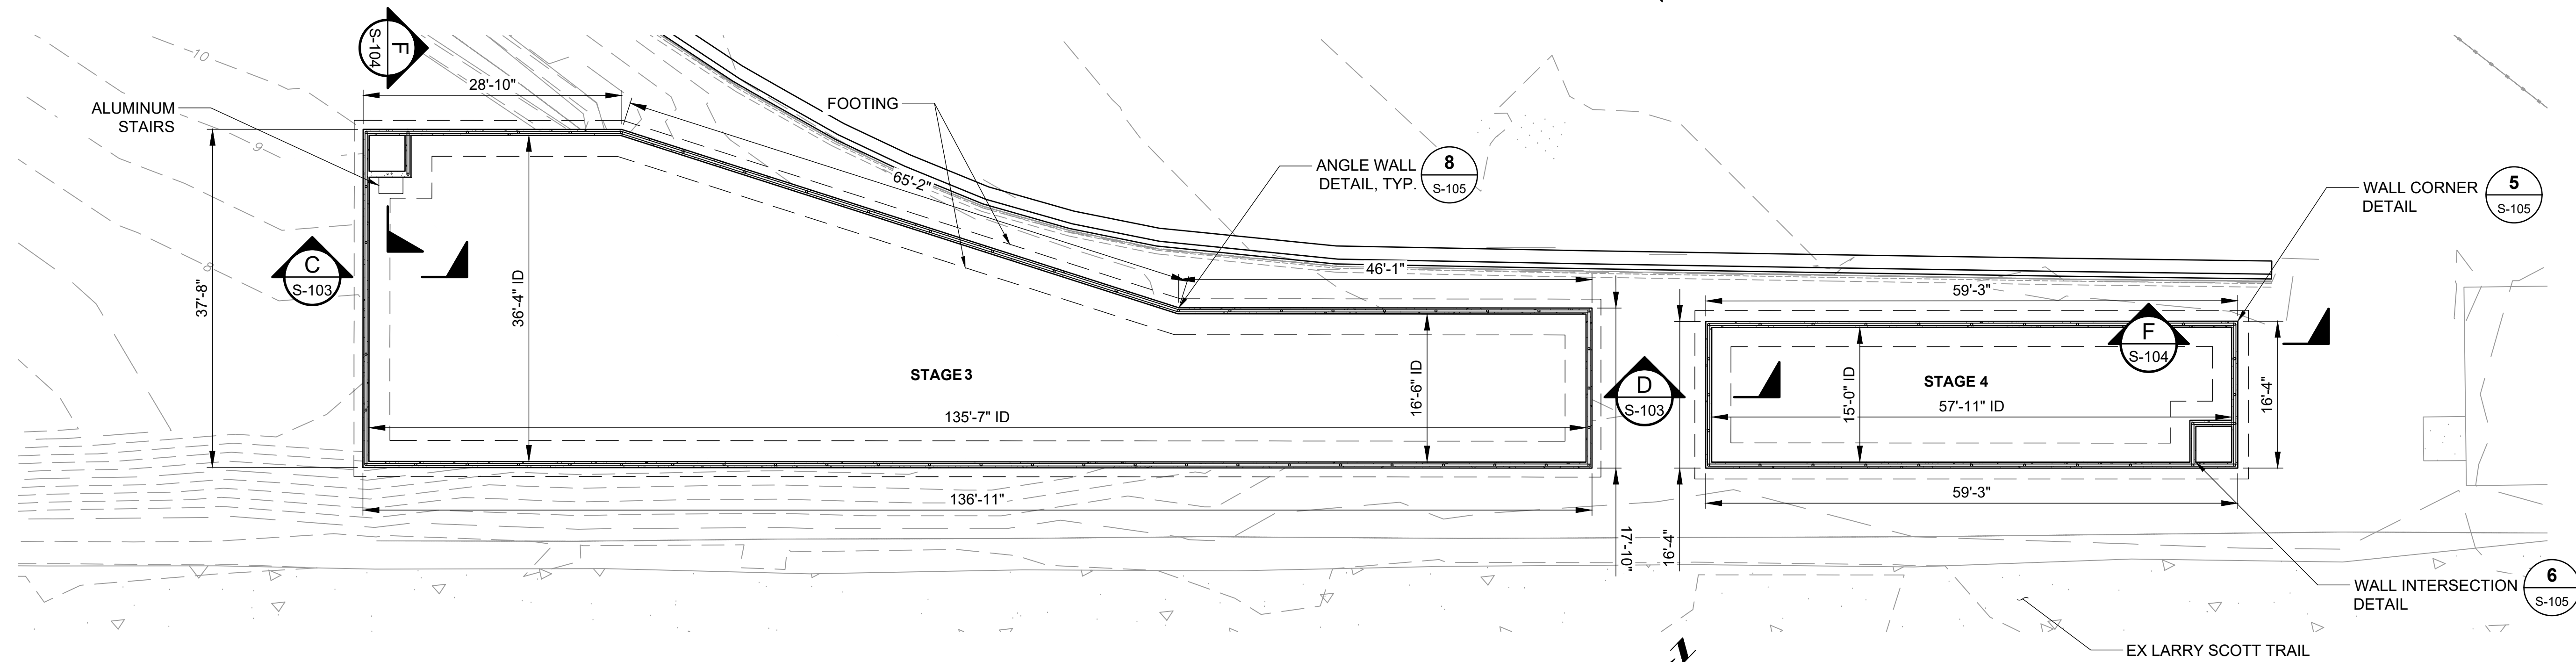 10
9
8
F
S-104
28'-10"
ALUMINUM
STAIRS
FOOTING
65'-2"
ANGLE WALL
DETAIL, TYP.
8
S-105
WALL CORNER
DETAIL
5
S-105
C
S-103
37'-8"
36'-4" ID
46'-1"
59'-3"
F
S-104
STAGE 3
16'-6" ID
D
S-103
15'-0" ID
STAGE 4
57'-11" ID
16'-4"
135'-7" ID
136'-11"
17'-10"
16'-4"
59'-3"
WALL INTERSECTION
DETAIL
6
S-105
EX LARRY SCOTT TRAIL